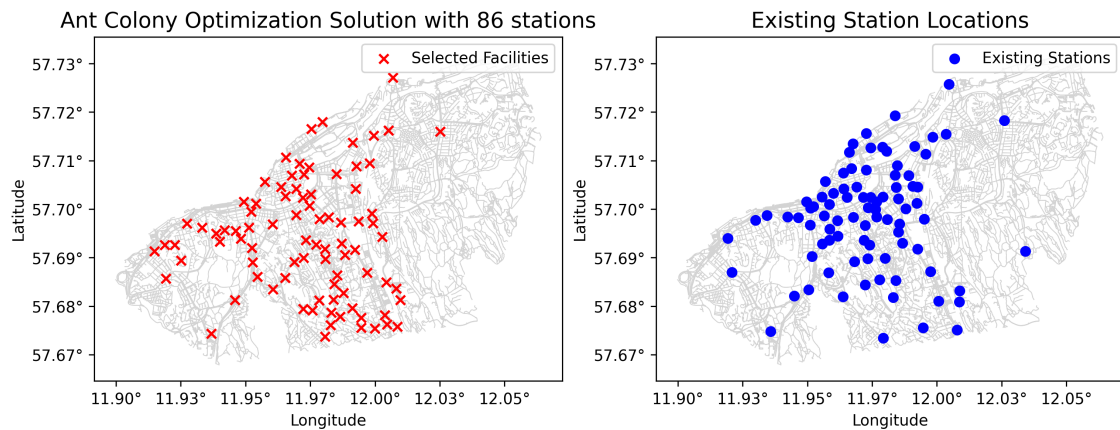 Ant Colony Optimization Solution with 86 stations
Selected Facilities
57.73°
57.72°
57.71°
57.70°
57.69°
57.68°
57.67°
Latitude
11.90° 11.93° 11.95° 11.97° 12.00° 12.03° 12.05°
Longitude
Existing Station Locations
Existing Stations
57.73°
57.72°
57.71°
57.70°
57.69°
57.68°
57.67°
Latitude
11.90° 11.93° 11.95° 11.97° 12.00° 12.03° 12.05°
Longitude